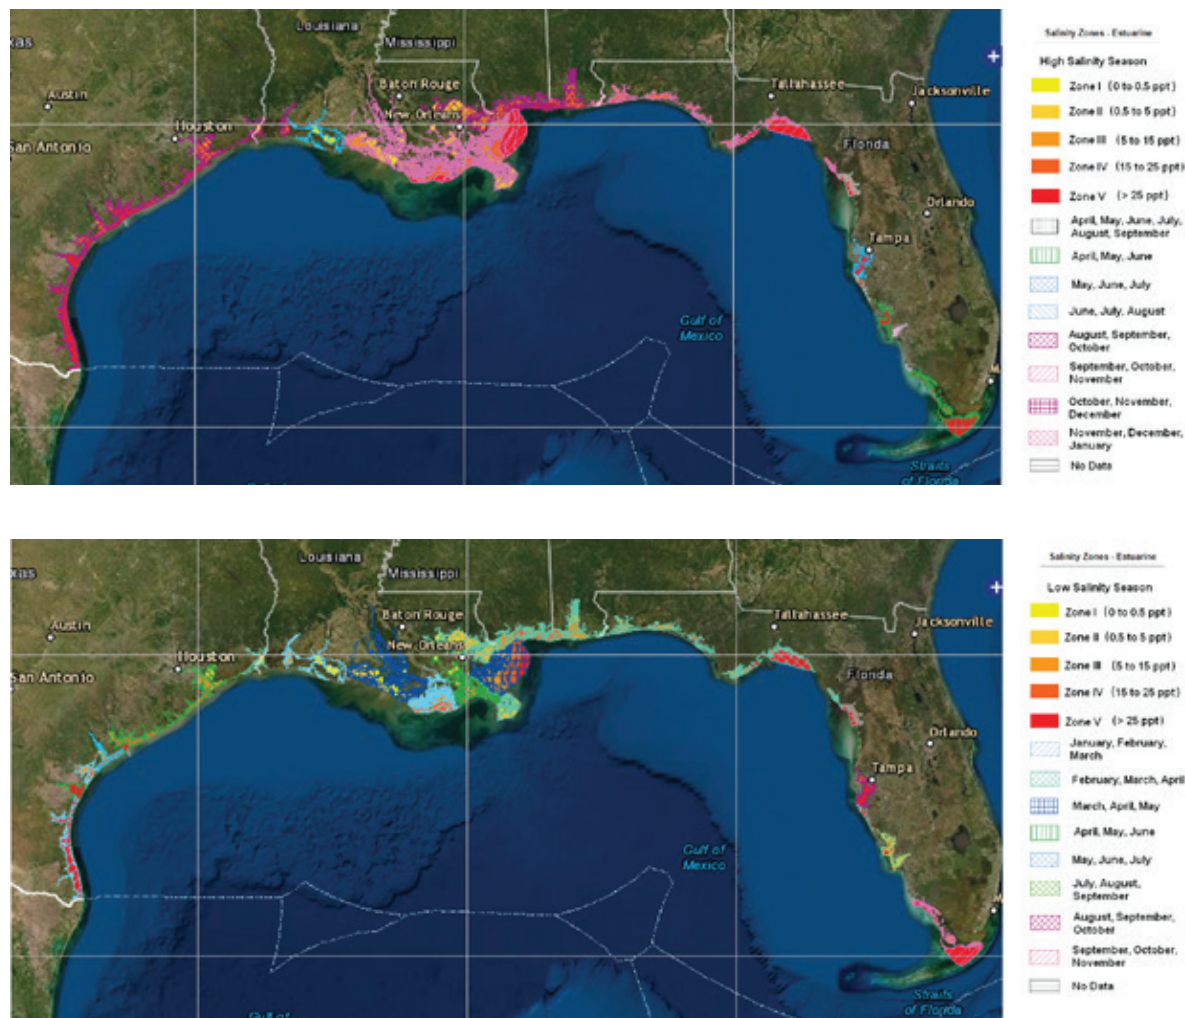 Louisiana
xas
Mississippi
Austin
Baton Rouge
Tallahassee
Jacksonville
Houston
New Orleans
San Antonio
Florida
Orlando
Tampa
Gulf of
Mexico
M
Straits
of Florida
Salinity Zones - Estuarine
High Salinity Season
Zone I (0 to 0.5 ppt)
Zone II (0.5 to 5 ppt)
Zone III (5 to 15 ppt)
Zone IV (15 to 25 ppt)
Zone V (> 25 ppt)
April, May, June, July,
August, September
April, May, June
May, June, July
June, July, August
August, September,
October
September, October,
November
October, November,
December
November, December,
January
No Data
Louisiana
xas
Mississippi
Austin
Baton Rouge
Tallahassee
Jacksonville
Houston
New Orleans
San Antonio
Florida
Orlando
Tampa
Gulf of
Mexico
M
Straits
of Florida
Gulf of
Salinity Zones - Estuarine
Low Salinity Season
Zone I (0 to 0.5 ppt)
Zone II (0.5 to 5 ppt)
Zone III (5 to 15 ppt)
Zone IV (15 to 25 ppt)
Zone V (> 25 ppt)
January, February,
March
February, March, April
March, April, May
April, May, June
May, June, July
July, August,
September
August, September,
October
September, October,
November
No Data